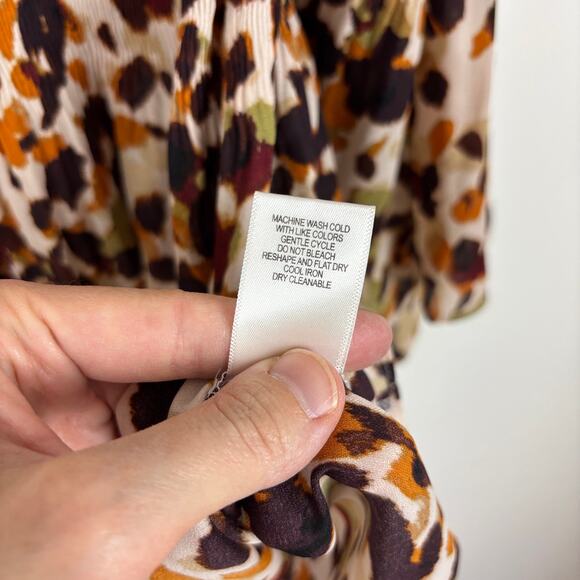 MACHINE WASH COLD
WITH LIKE COLORS
GENTLE CYCLE
DO NOT BLEACH
RESHAPE AND FLAT DRY
COOL IRON
DRY CLEANABLE